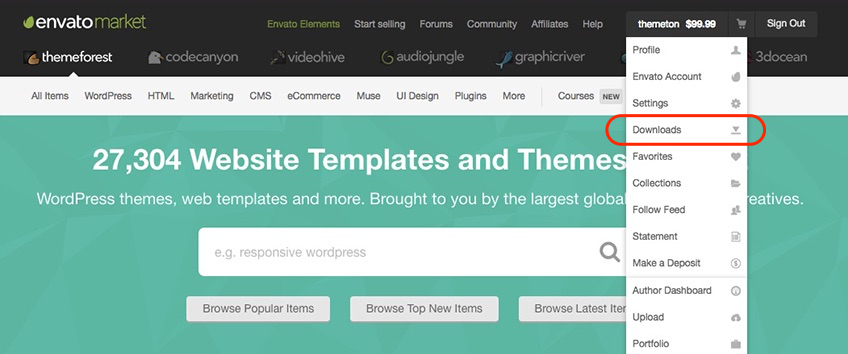 envatomarket
Envato Elements Start selling Forums Community Affiliates Help themeton $99.99 Sign Out
themeforest codecanyon videohive audiojungle graphicriver 3docean
All Items WordPress HTML Marketing CMS eCommerce Muse UI Design Plugins More Courses NEW
Profile
Envato Account
Settings
Downloads
Favorites
Collections
Follow Feed
Statement
Make a Deposit
Author Dashboard
Upload
Portfolio
27,304 Website Templates and Themes
WordPress themes, web templates and more. Brought to you by the largest global creatives.
e.g. responsive wordpress
Browse Popular Items Browse Top New Items Browse Latest